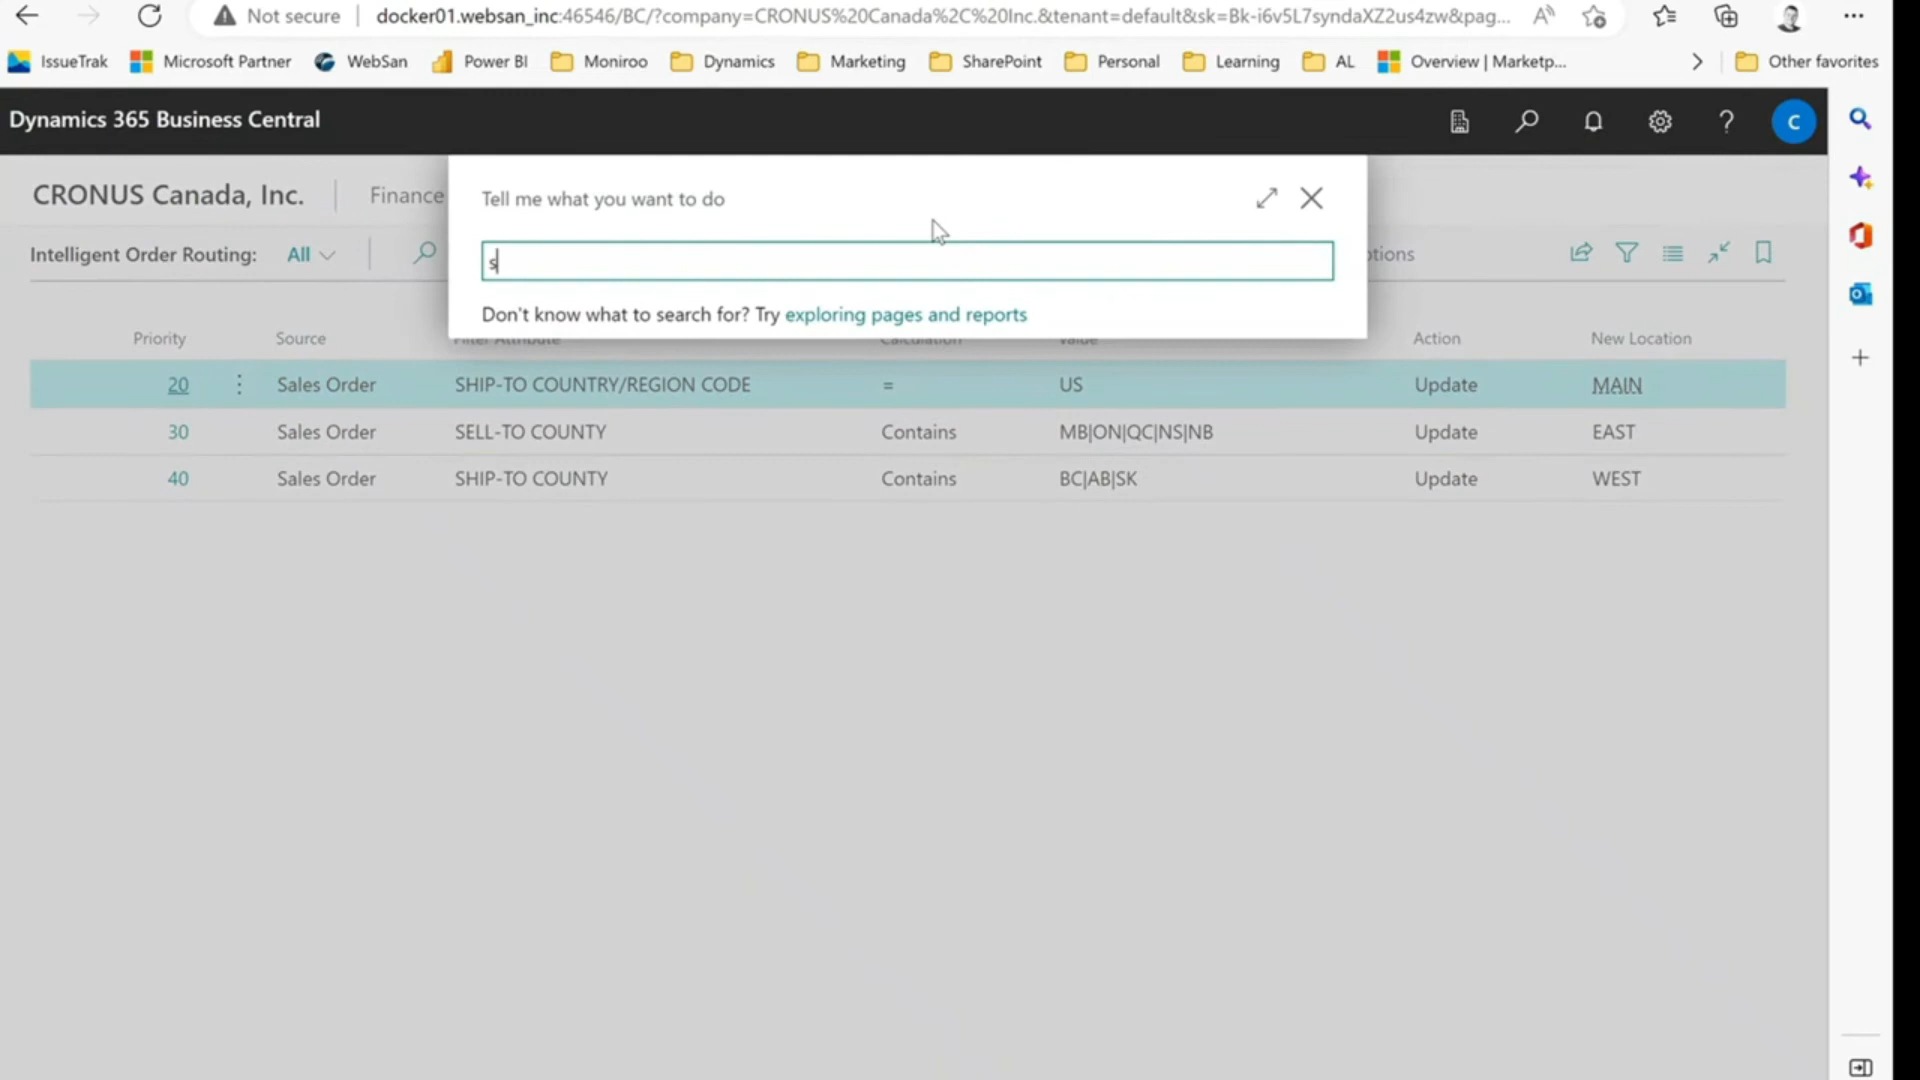 Not secure
docker01.websan_inc:46546/BC/?company=CRONUS%20Canada%2C%20Inc.&tenant=default&sk=Bk-i6v5L7syndaXZ2us4zw&pag...
IssueTrak
Microsoft Partner
WebSan
Power BI
Moniroo
Dynamics
Marketing
SharePoint
Personal
Learning
AL
Overview | Marketp...
Other favorites
Dynamics 365 Business Central
C
CRONUS Canada, Inc.
Finance
Tell me what you want to do
s
Don't know what to search for? Try exploring pages and reports
Intelligent Order Routing: All
Priority Source Filter Attribute Calculation Value Action New Location
20 Sales Order SHIP-TO COUNTRY/REGION CODE = US Update MAIN
30 Sales Order SELL-TO COUNTY Contains MB|ON|QC|NS|NB Update EAST
40 Sales Order SHIP-TO COUNTY Contains BC|AB|SK Update WEST